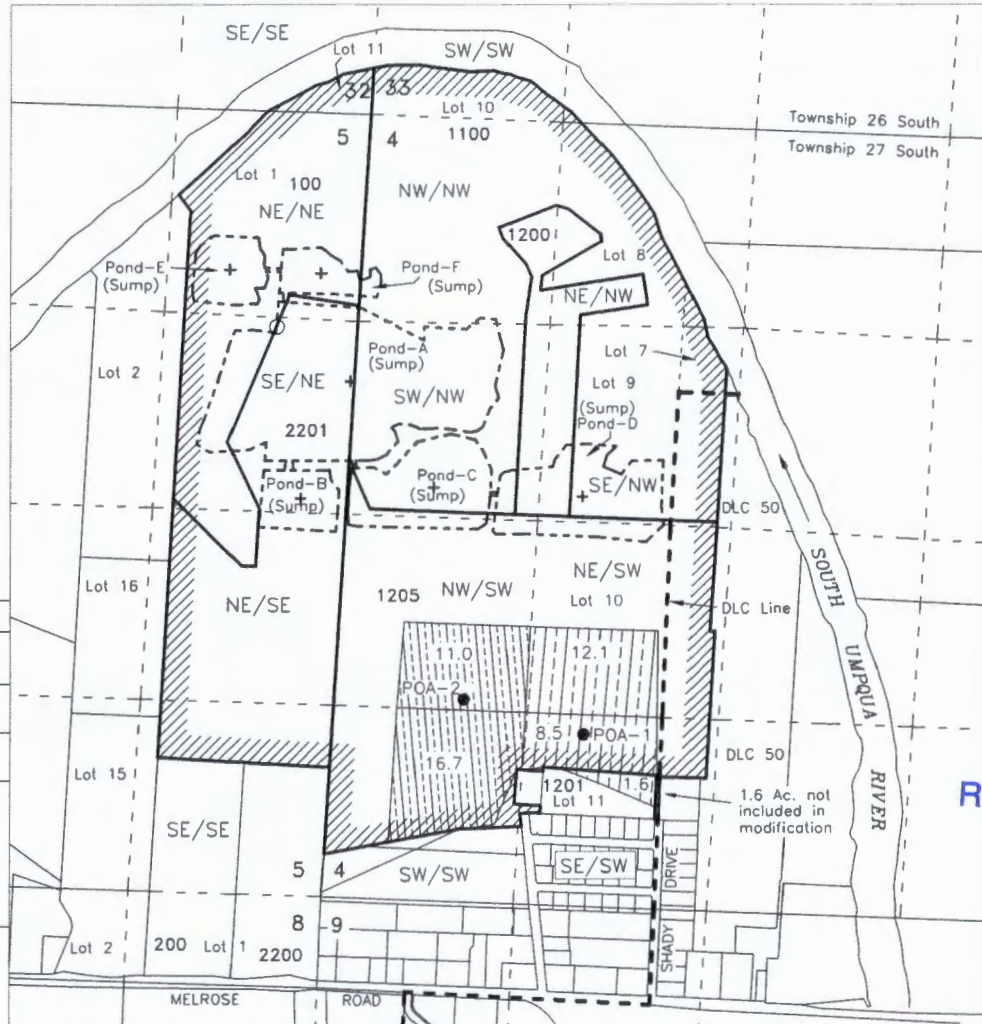 SE/SE
Lot 11
SW/SW
32 33
Lot 10
5 4
1100
Township 26 South
Township 27 South
Lot 1
100
NE/NE
NW/NW
1200
Lot 8
Pond-E
(Sump)
Pond-F
(Sump)
NE/NW
Pond-A
(Sump)
Lot 7
Lot 2
SE/NE
SW/NW
Lot 9
(Sump)
Pond-D
2201
Pond-B
(Sump)
Pond-C
(Sump)
SE/NW
DLC 50
SOUTH
UMPQUA
RIVER
Lot 16
NE/SE
1205
NW/SW
NE/SW
Lot 10
DLC Line
11.0
12.1
POA-2
8.5
POA-1
16.7
DLC 50
Lot 15
1201
1.6
Lot 11
1.6 Ac. not
included in
modification
R
SE/SE
5 4
SW/SW
SE/SW
SHADY DRIVE
8 9
Lot 2
200
Lot 1
2200
MELROSE ROAD